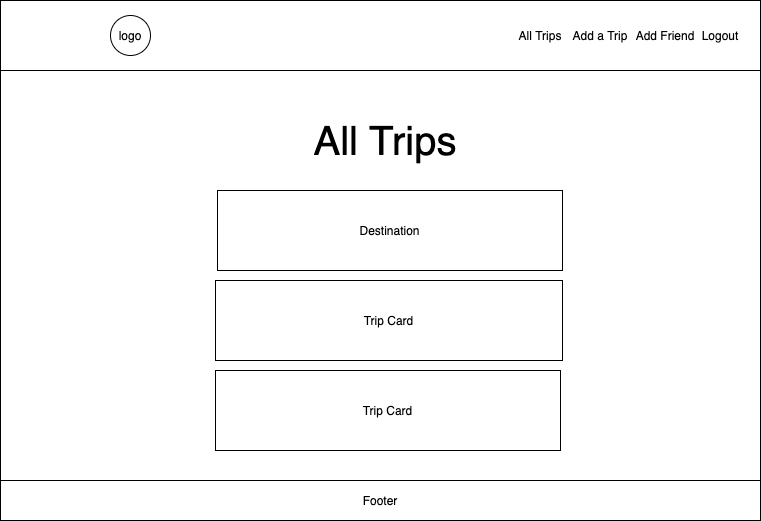 logo
All Trips Add a Trip Add Friend Logout
All Trips
Destination
Trip Card
Trip Card
Footer